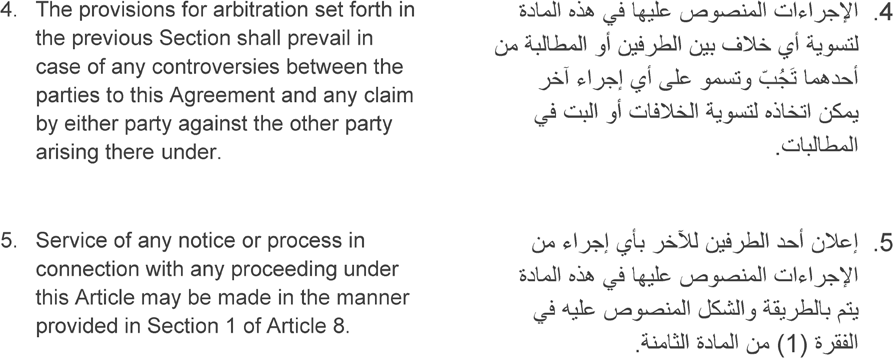 4. The provisions for arbitration set forth in
the previous Section shall prevail in
case of any controversies between the
parties to this Agreement and any claim
by either party against the other party
arising there under.
5. Service of any notice or process in
connection with any proceeding under
this Article may be made in the manner
provided in Section 1 of Article 8.
4. الإجراءات المنصوص عليها في هذه المادة
لتسوية أي خلاف بين الطرفين أو المطالبة من
أحدهما تَجُبّ وتسمو على أي إجراء آخر
يمكن اتخاذه لتسوية الخلافات أو البت في
المطالبات.
5. إعلان أحد الطرفين للآخر بأي إجراء من
الإجراءات المنصوص عليها في هذه المادة
يتم بالطريقة والشكل المنصوص عليه في
الفقرة (1) من المادة الثامنة.